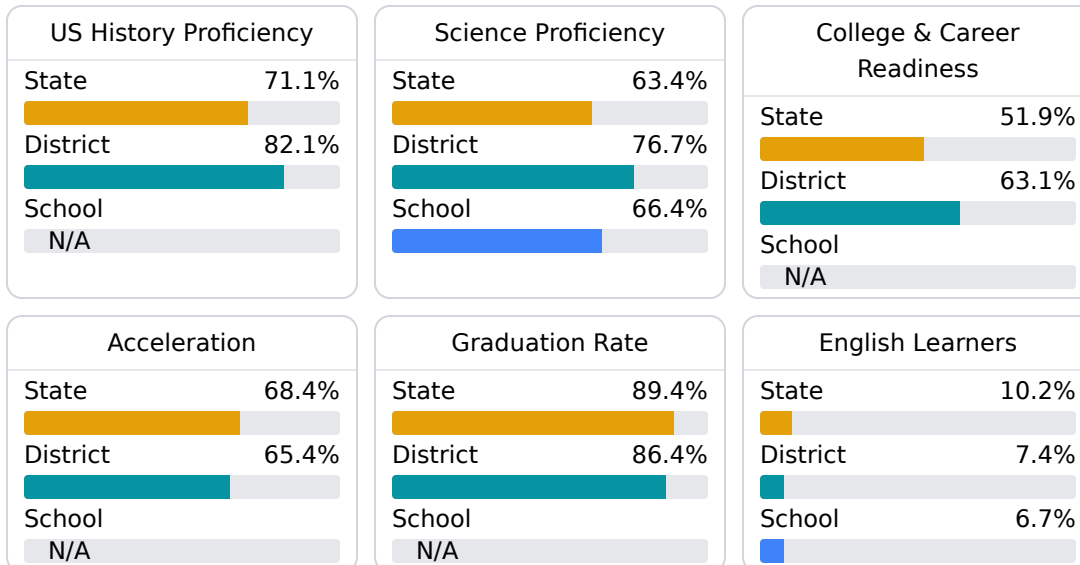 US History Proficiency
State 71.1%
District 82.1%
School
N/A
Science Proficiency
State 63.4%
District 76.7%
School 66.4%
College & Career
Readiness
State 51.9%
District 63.1%
School
N/A
Acceleration
State 68.4%
District 65.4%
School
N/A
Graduation Rate
State 89.4%
District 86.4%
School
N/A
English Learners
State 10.2%
District 7.4%
School 6.7%